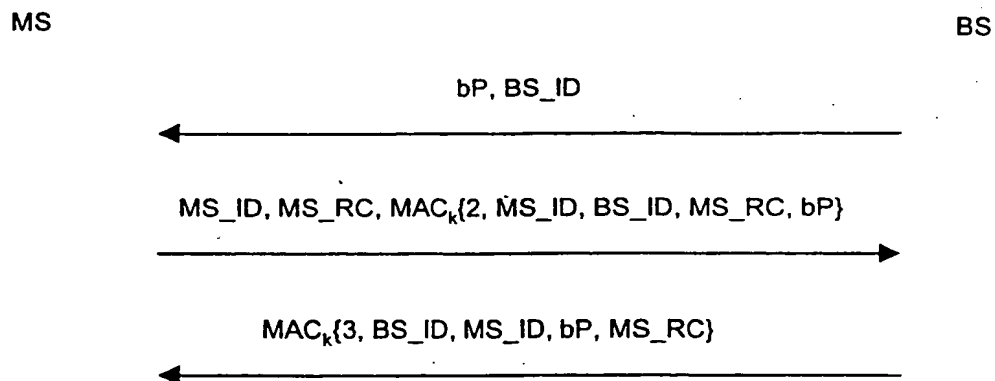 MS
BS
bP, BS_ID
MS_ID, MS_RC, MACk{2, MS_ID, BS_ID, MS_RC, bP}
MACk{3, BS_ID, MS_ID, bP, MS_RC}